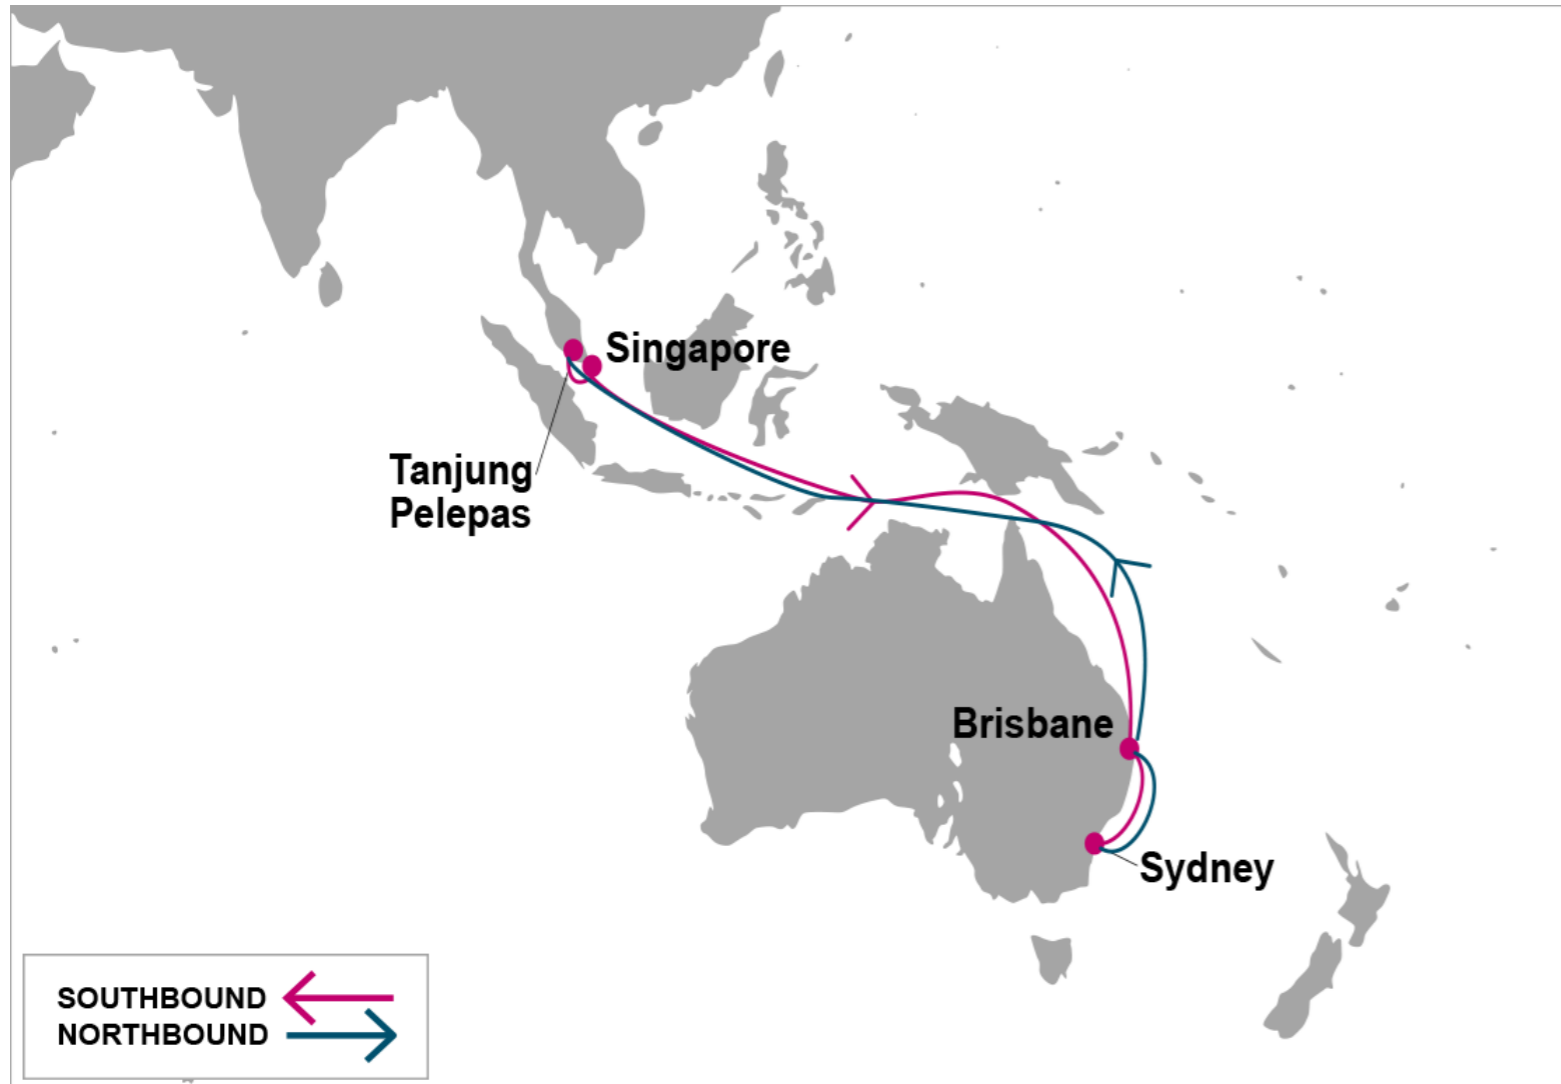 Singapore
Tanjung
Pelepas
Brisbane
Sydney
SOUTHBOUND
NORTHBOUND